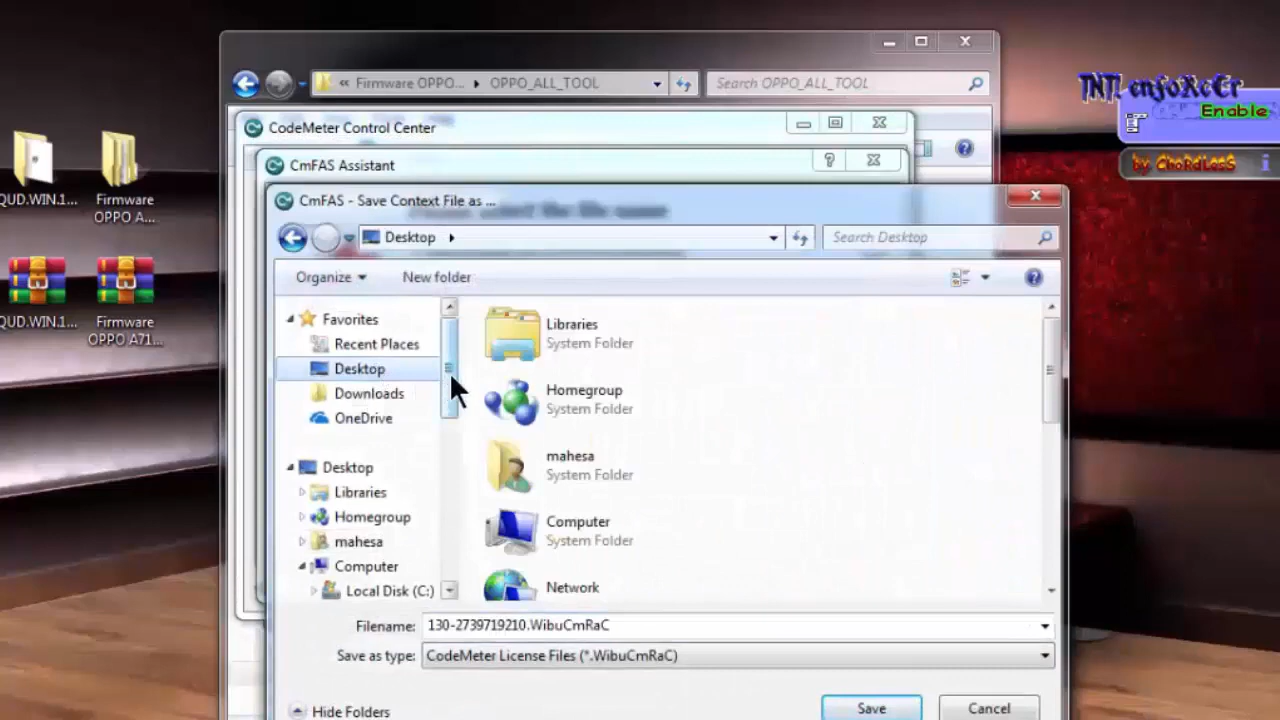 TNT! enfoXcEr
Enable
by ChoRdLesS
i
« Firmware OPPO... ▸ OPPO_ALL_TOOL
Search OPPO_ALL_TOOL
CodeMeter Control Center
CmFAS Assistant
CmFAS - Save Context File as ...
Desktop
Search Desktop
Organize
New folder
Favorites
Recent Places
Desktop
Downloads
OneDrive
Desktop
Libraries
Homegroup
mahesa
Computer
Local Disk (C:)
Libraries
System Folder
Homegroup
System Folder
mahesa
System Folder
Computer
System Folder
Network
Filename:
130-2739719210.WibuCmRaC
Save as type:
CodeMeter License Files (*.WibuCmRaC)
Hide Folders
Save
Cancel
QUD.WIN.1...
Firmware
OPPO A...
QUD.WIN.1...
Firmware
OPPO A71...